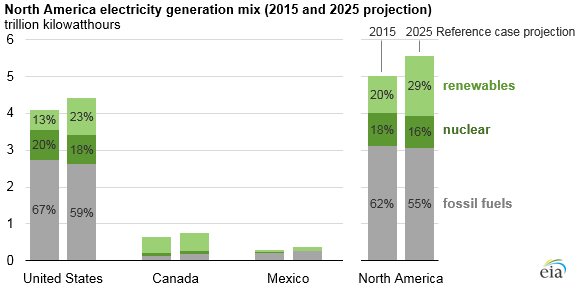 North America electricity generation mix (2015 and 2025 projection)
trillion kilowatthours
6
5
4
3
2
1
0
13%
20%
67%
23%
18%
59%
United States
Canada
Mexico
2015 2025 Reference case projection
20%
18%
62%
29%
16%
55%
North America
renewables
nuclear
fossil fuels
eia